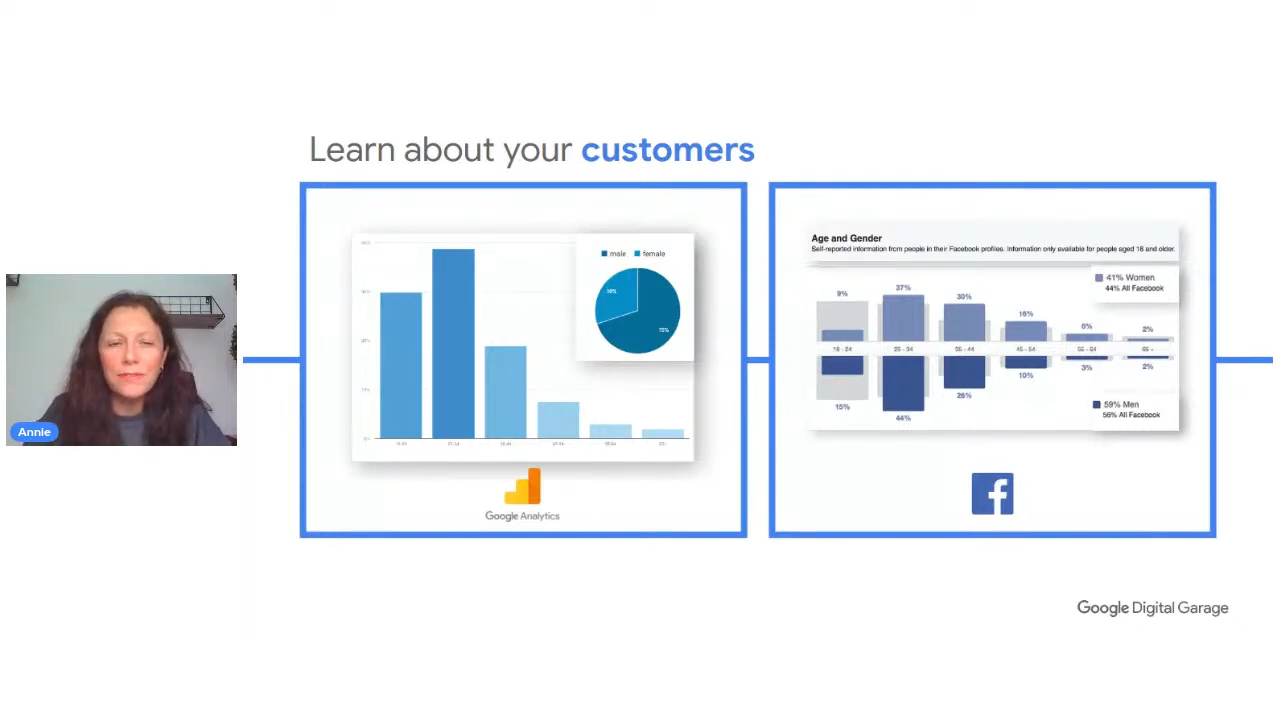 Learn about your customers
male female
Age and Gender
Self-reported information from people in their Facebook profiles. Information only available for people aged 18 and older.
41% Women
44% All Facebook
9% 37% 30% 16% 6% 2%
18 - 24 25 - 34 35 - 44 45 - 54 55 - 64 65 +
15% 44% 26% 10% 3% 2%
59% Men
56% All Facebook
Annie
Google Analytics
f
Google Digital Garage